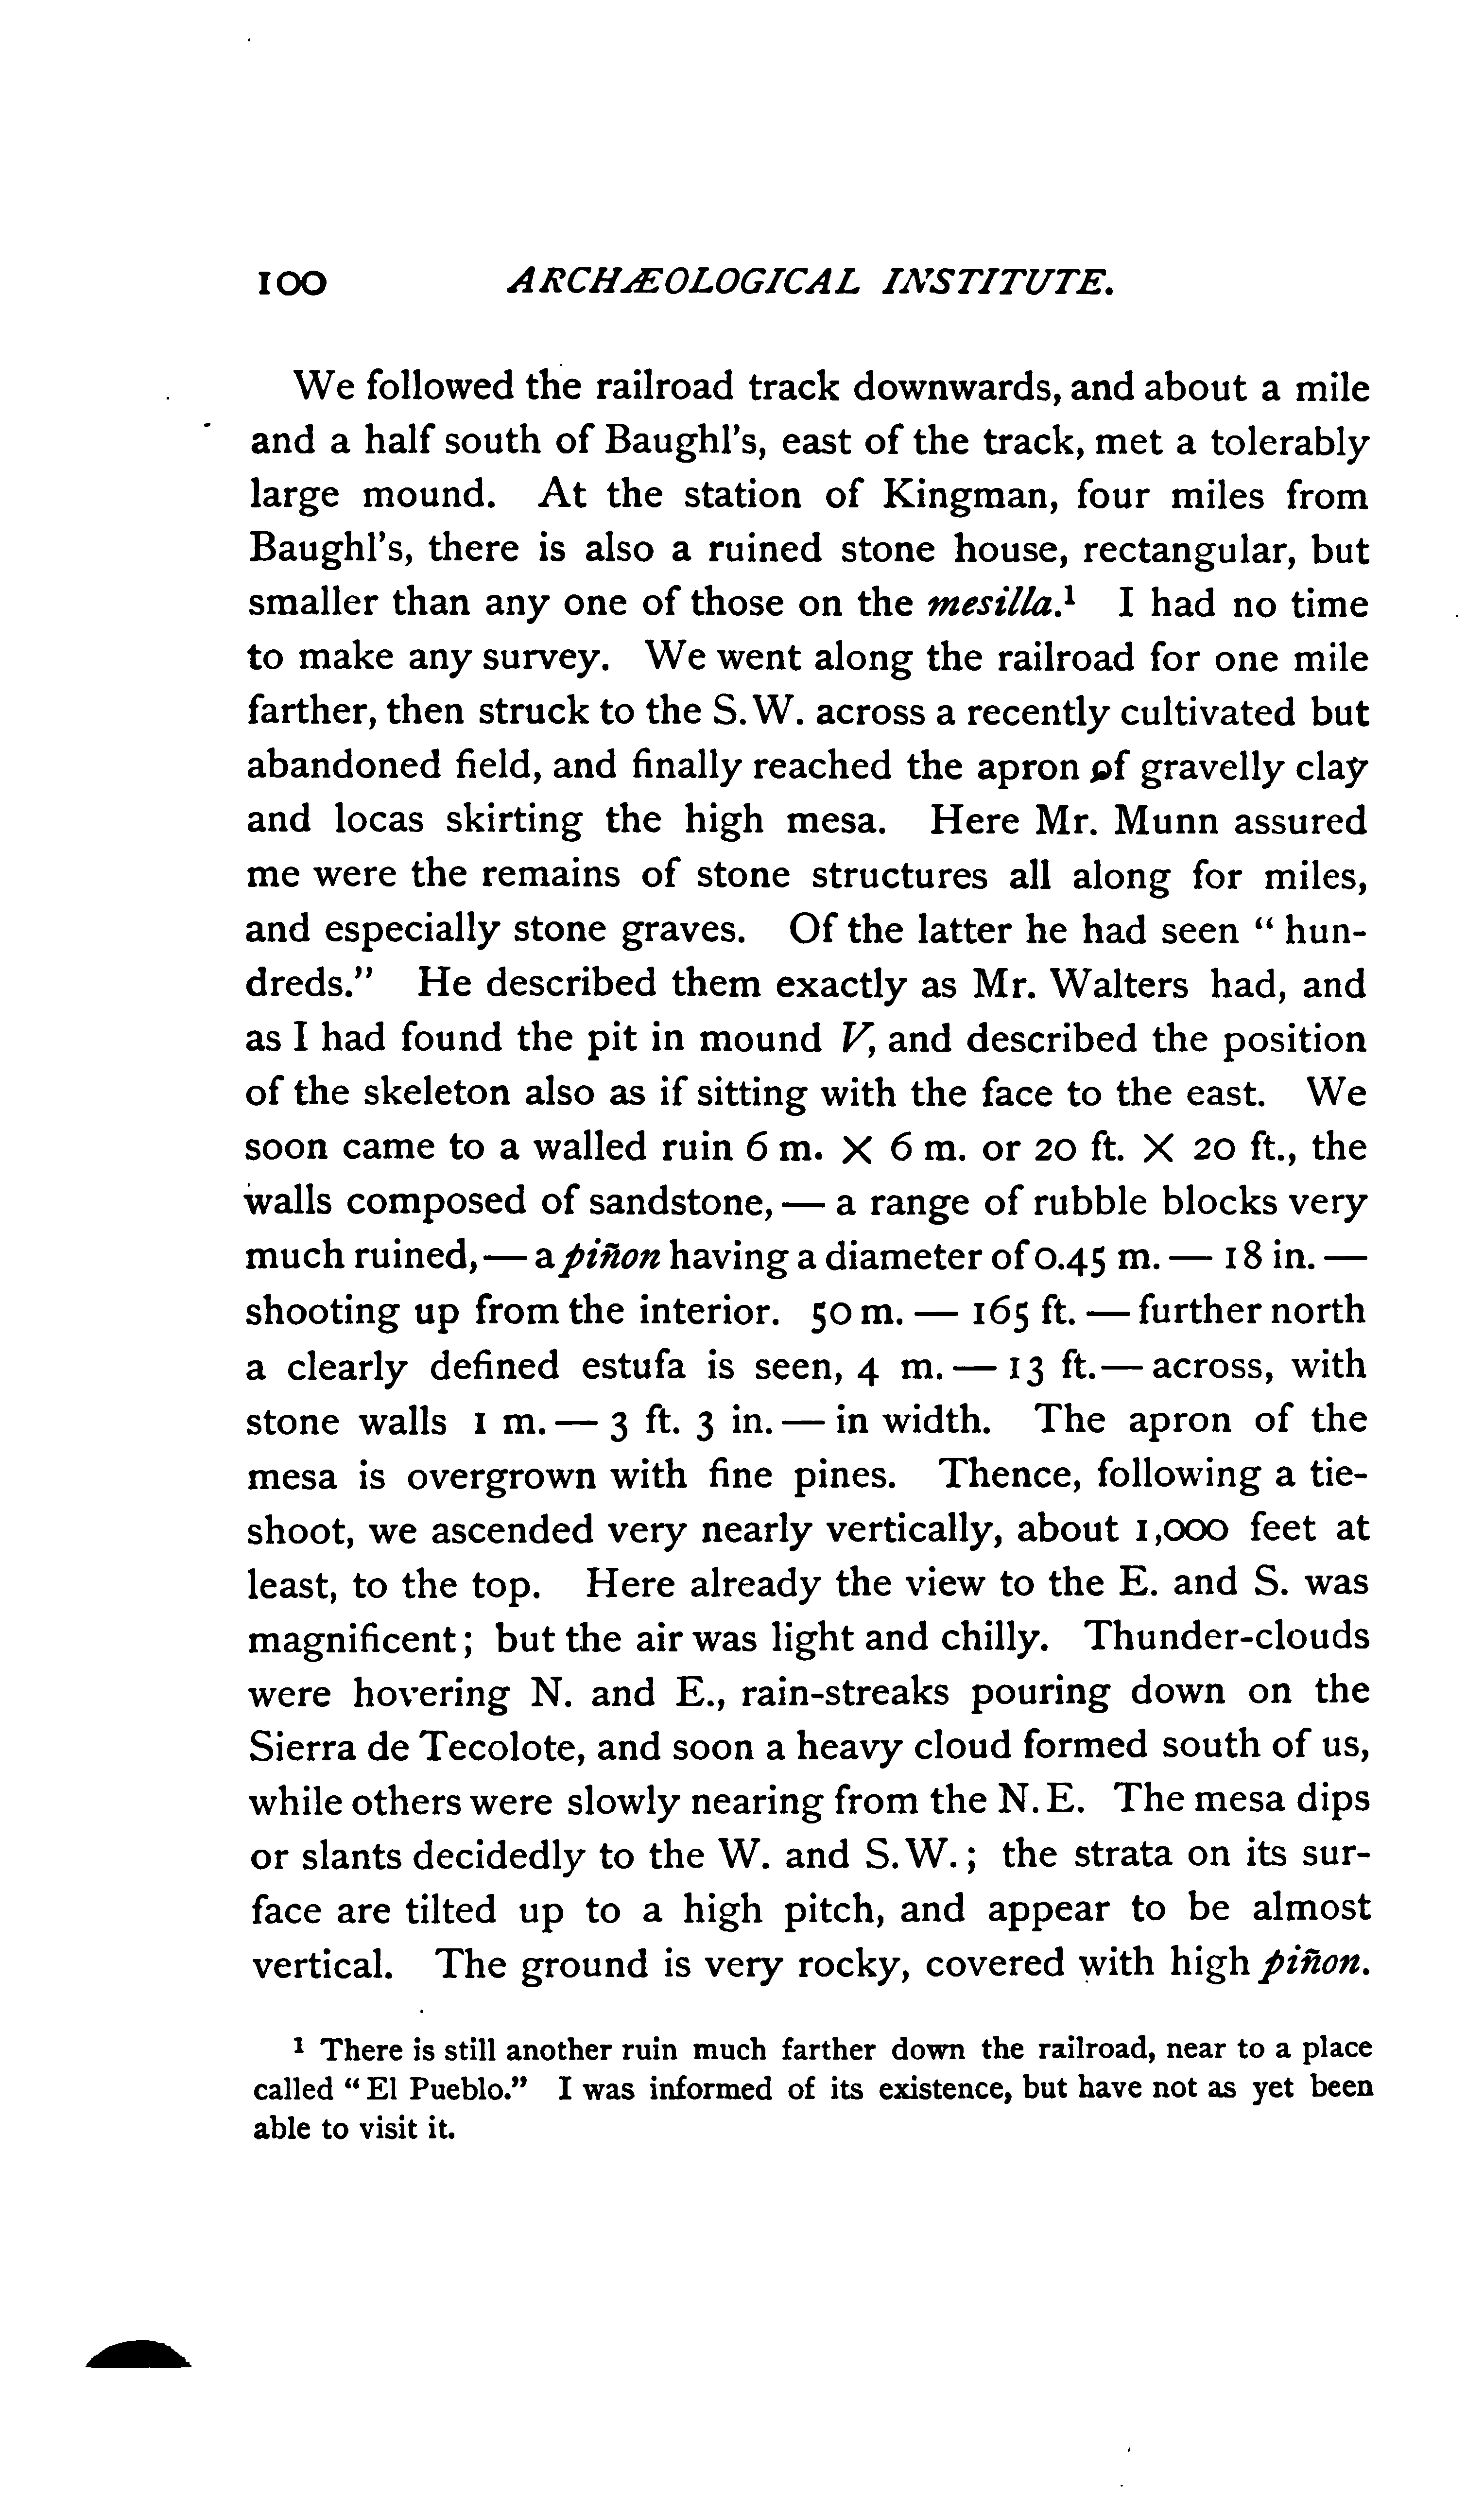 100 ARCHÆOLOGICAL INSTITUTE.
We followed the railroad track downwards, and about a mile
and a half south of Baughl's, east of the track, met a tolerably
large mound. At the station of Kingman, four miles from
Baughl's, there is also a ruined stone house, rectangular, but
smaller than any one of those on the mesilla.¹ I had no time
to make any survey. We went along the railroad for one mile
farther, then struck to the S.W. across a recently cultivated but
abandoned field, and finally reached the apron of gravelly clay
and locas skirting the high mesa. Here Mr. Munn assured
me were the remains of stone structures all along for miles,
and especially stone graves. Of the latter he had seen “hun-
dreds.” He described them exactly as Mr. Walters had, and
as I had found the pit in mound V, and described the position
of the skeleton also as if sitting with the face to the east. We
soon came to a walled ruin 6 m. × 6 m. or 20 ft. × 20 ft., the
walls composed of sandstone, — a range of rubble blocks very
much ruined, — a piñon having a diameter of 0.45 m. — 18 in. —
shooting up from the interior. 50 m. — 165 ft. — further north
a clearly defined estufa is seen, 4 m. — 13 ft. — across, with
stone walls 1 m. — 3 ft. 3 in. — in width. The apron of the
mesa is overgrown with fine pines. Thence, following a tie-
shoot, we ascended very nearly vertically, about 1,000 feet at
least, to the top. Here already the view to the E. and S. was
magnificent; but the air was light and chilly. Thunder-clouds
were hovering N. and E., rain-streaks pouring down on the
Sierra de Tecolote, and soon a heavy cloud formed south of us,
while others were slowly nearing from the N.E. The mesa dips
or slants decidedly to the W. and S.W.; the strata on its sur-
face are tilted up to a high pitch, and appear to be almost
vertical. The ground is very rocky, covered with high piñon.
¹ There is still another ruin much farther down the railroad, near to a place
called “El Pueblo.” I was informed of its existence, but have not as yet been
able to visit it.